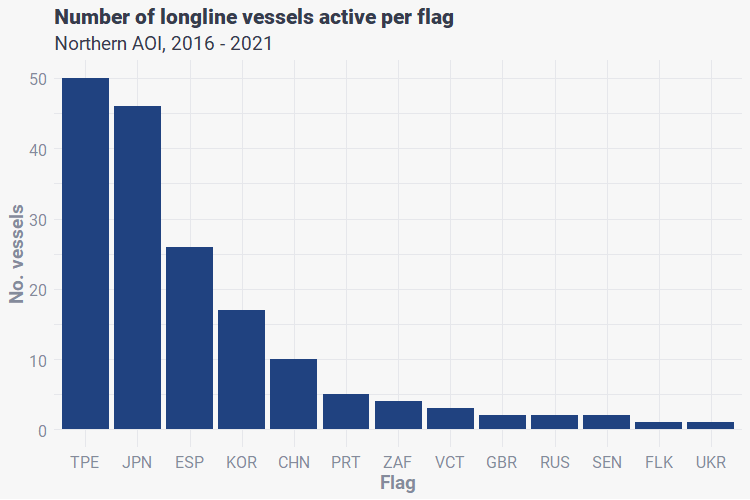 Number of longline vessels active per flag
Northern AOI, 2016 - 2021
No. vessels
50
40
30
20
10
0
TPE JPN ESP KOR CHN PRT ZAF VCT GBR RUS SEN FLK UKR
Flag